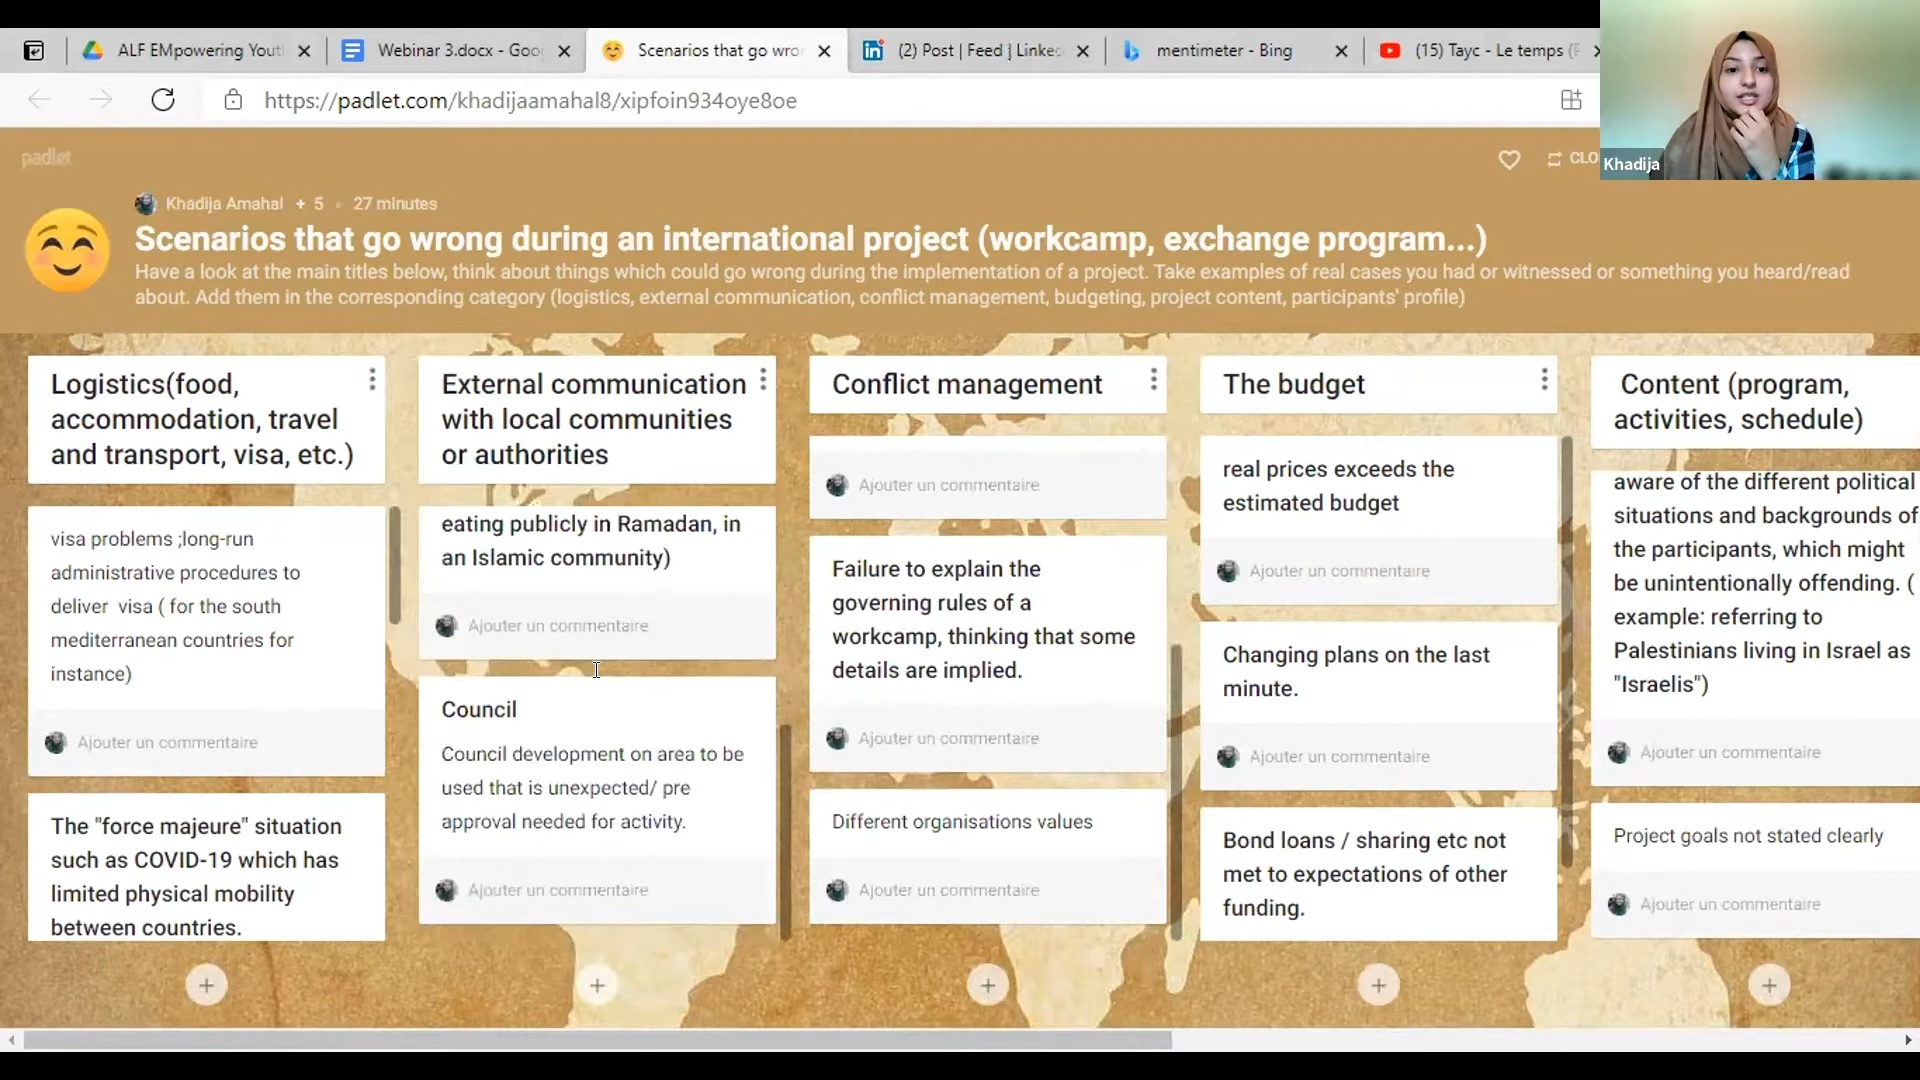 ALF EMpowering Yout
Webinar 3.docx - Goo
Scenarios that go wro
(2) Post | Feed | Linkec
mentimeter - Bing
(15) Tayc - Le temps (
https://padlet.com/khadijaamahal8/xipfoin934oye8oe
Khadija
padlet
CLO
Khadija Amahal + 5 • 27 minutes
Scenarios that go wrong during an international project (workcamp, exchange program...)
Have a look at the main titles below, think about things which could go wrong during the implementation of a project. Take examples of real cases you had or witnessed or something you heard/read
about. Add them in the corresponding category (logistics, external communication, conflict management, budgeting, project content, participants' profile)
Logistics(food,
accommodation, travel
and transport, visa, etc.)
visa problems ;long-run
administrative procedures to
deliver visa ( for the south
mediterranean countries for
instance)
Ajouter un commentaire
The "force majeure" situation
such as COVID-19 which has
limited physical mobility
between countries.
External communication
with local communities
or authorities
eating publicly in Ramadan, in
an Islamic community)
Ajouter un commentaire
Council
Council development on area to be
used that is unexpected/ pre
approval needed for activity.
Ajouter un commentaire
Conflict management
Ajouter un commentaire
Failure to explain the
governing rules of a
workcamp, thinking that some
details are implied.
Ajouter un commentaire
Different organisations values
Ajouter un commentaire
The budget
real prices exceeds the
estimated budget
Ajouter un commentaire
Changing plans on the last
minute.
Ajouter un commentaire
Bond loans / sharing etc not
met to expectations of other
funding.
Content (program,
activities, schedule)
aware of the different political
situations and backgrounds of
the participants, which might
be unintentionally offending. (
example: referring to
Palestinians living in Israel as
"Israelis")
Ajouter un commentaire
Project goals not stated clearly
Ajouter un commentaire